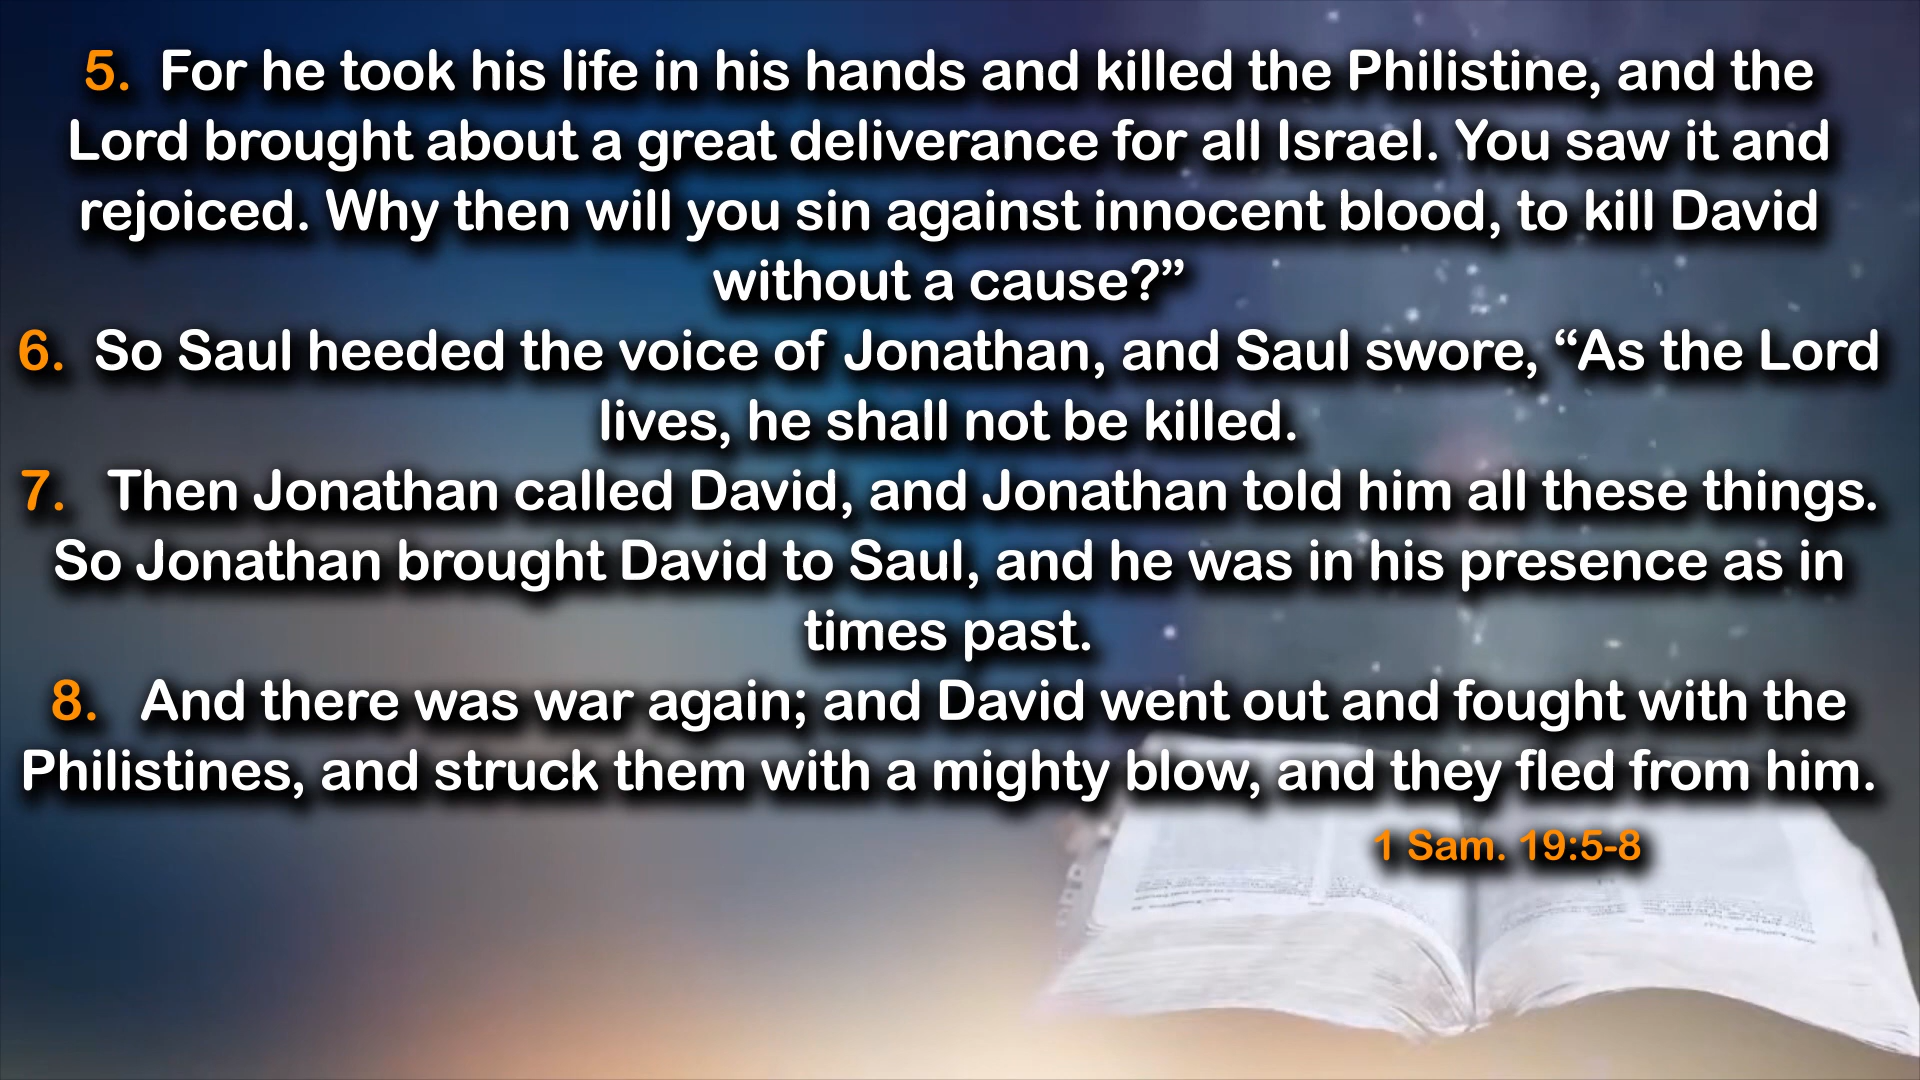 5. For he took his life in his hands and killed the Philistine, and the
Lord brought about a great deliverance for all Israel. You saw it and
rejoiced. Why then will you sin against innocent blood, to kill David
without a cause?”
6. So Saul heeded the voice of Jonathan, and Saul swore, “As the Lord
lives, he shall not be killed.
7. Then Jonathan called David, and Jonathan told him all these things.
So Jonathan brought David to Saul, and he was in his presence as in
times past.
8. And there was war again; and David went out and fought with the
Philistines, and struck them with a mighty blow, and they fled from him.
1 Sam. 19:5-8